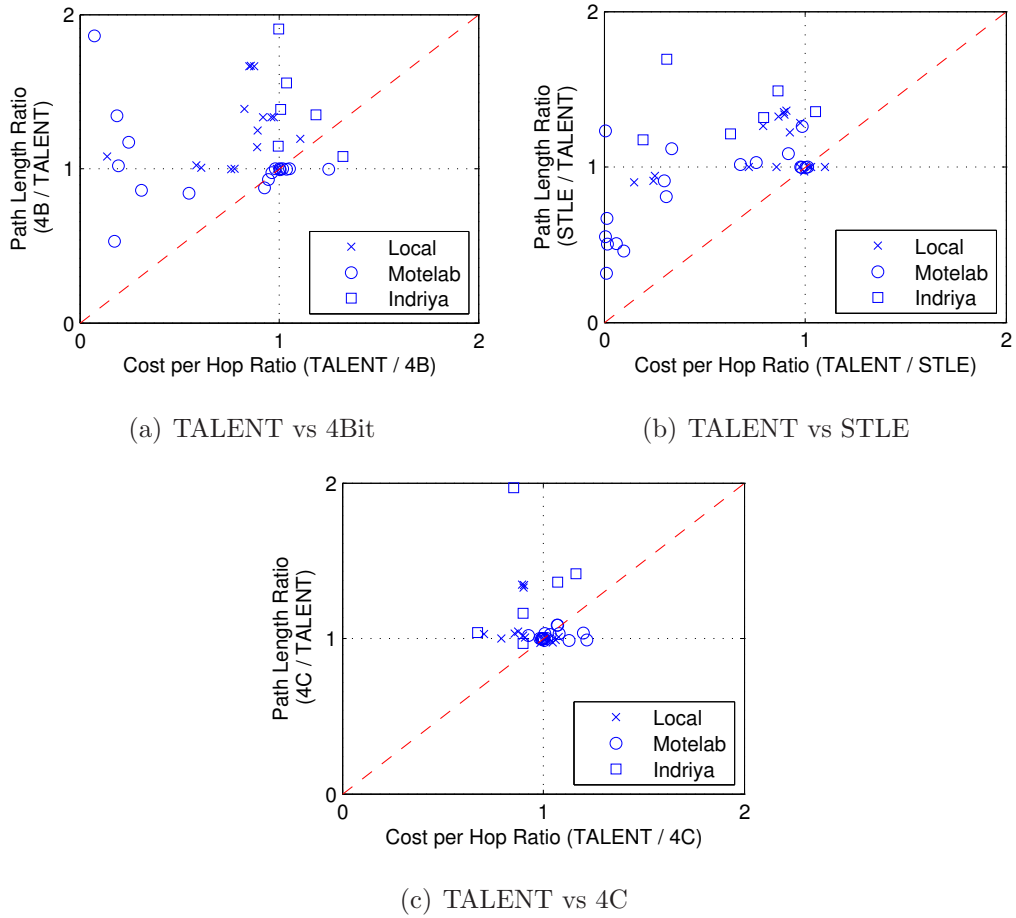 2
1
0
0
1
2
Path Length Ratio
(4B / TALENT)
Cost per Hop Ratio (TALENT / 4B)
Local
Motelab
Indriya
(a) TALENT vs 4Bit
2
1
0
0
1
2
Path Length Ratio
(STLE / TALENT)
Cost per Hop Ratio (TALENT / STLE)
Local
Motelab
Indriya
(b) TALENT vs STLE
2
1
0
0
1
2
Path Length Ratio
(4C / TALENT)
Cost per Hop Ratio (TALENT / 4C)
Local
Motelab
Indriya
(c) TALENT vs 4C